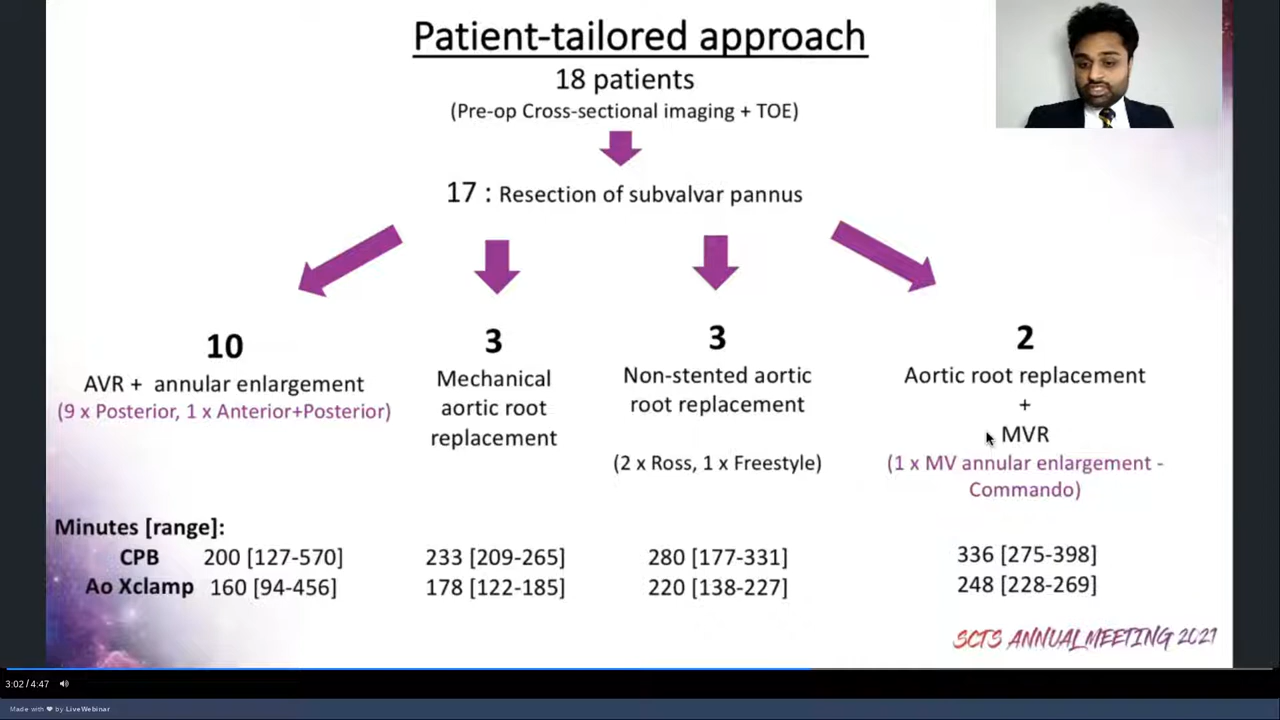 Patient-tailored approach
18 patients
(Pre-op Cross-sectional imaging + TOE)
17 : Resection of subvalvar pannus
10
AVR + annular enlargement
(9 x Posterior, 1 x Anterior+Posterior)
3
Mechanical
aortic root
replacement
3
Non-stented aortic
root replacement
(2 x Ross, 1 x Freestyle)
2
Aortic root replacement
+
MVR
(1 x MV annular enlargement -
Commando)
Minutes [range]:
CPB 200 [127-570] 233 [209-265] 280 [177-331] 336 [275-398]
Ao Xclamp 160 [94-456] 178 [122-185] 220 [138-227] 248 [228-269]
SCTS ANNUAL MEETING 2021
3:02 / 4:47
Made with ❤ by LiveWebinar